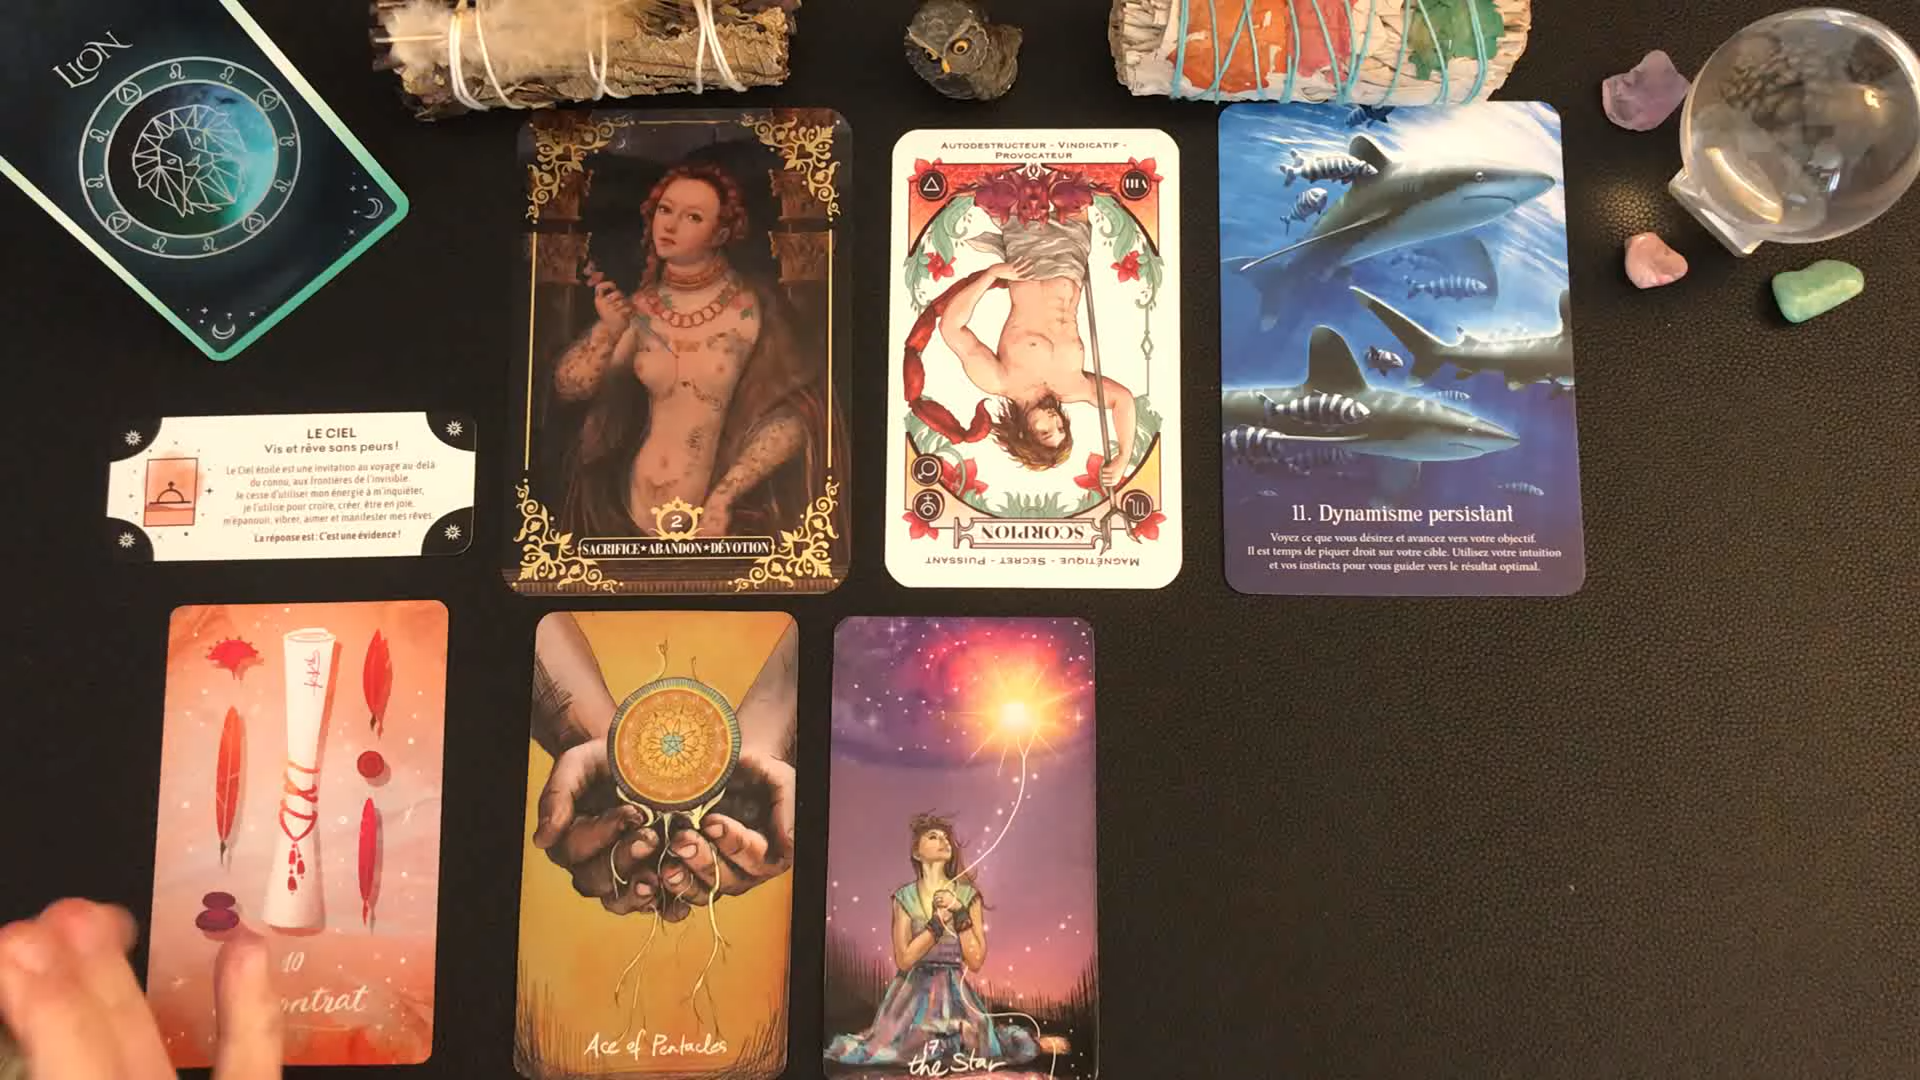 LION
LE CIEL
Vis et rêve sans peurs !
Le Ciel étoilé est une invitation au voyage au-delà
du connu, aux frontières de l'invisible.
Je cesse d'utiliser mon énergie à m'inquiéter,
je l'utilise pour croire, créer, être en joie,
m'épanouir, vibrer, aimer et manifester mes rêves.
La réponse est : C'est une évidence !
2
SACRIFICE★ABANDON★DÉVOTION
AUTODESTRUCTEUR - VINDICATIF -
PROVOCATEUR
VIII
SCORPION
MAGNÉTIQUE - SECRET - PUISSANT
11. Dynamisme persistant
Voyez ce que vous désirez et avancez vers votre objectif.
Il est temps de piquer droit sur votre cible. Utilisez votre intuition
et vos instincts pour vous guider vers le résultat optimal.
10
ontrat
Ace of Pentacles
17
the Star